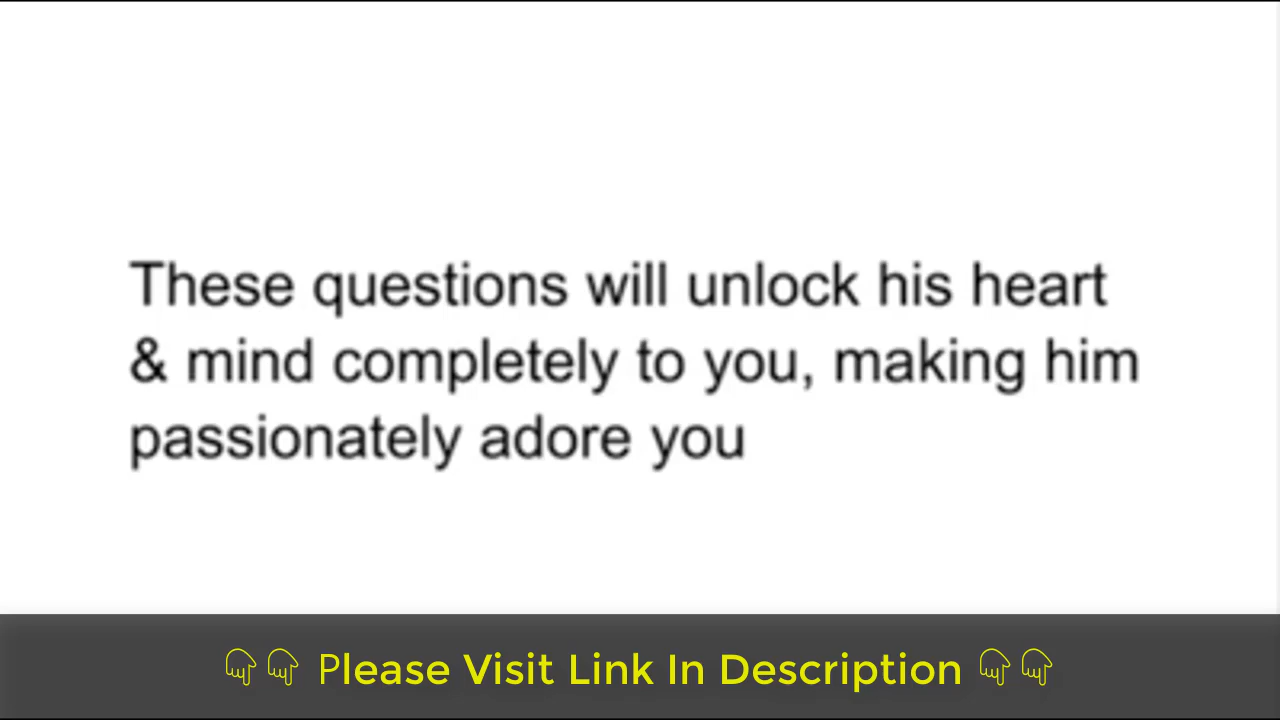 These questions will unlock his heart
& mind completely to you, making him
passionately adore you
👇👇 Please Visit Link In Description 👇👇